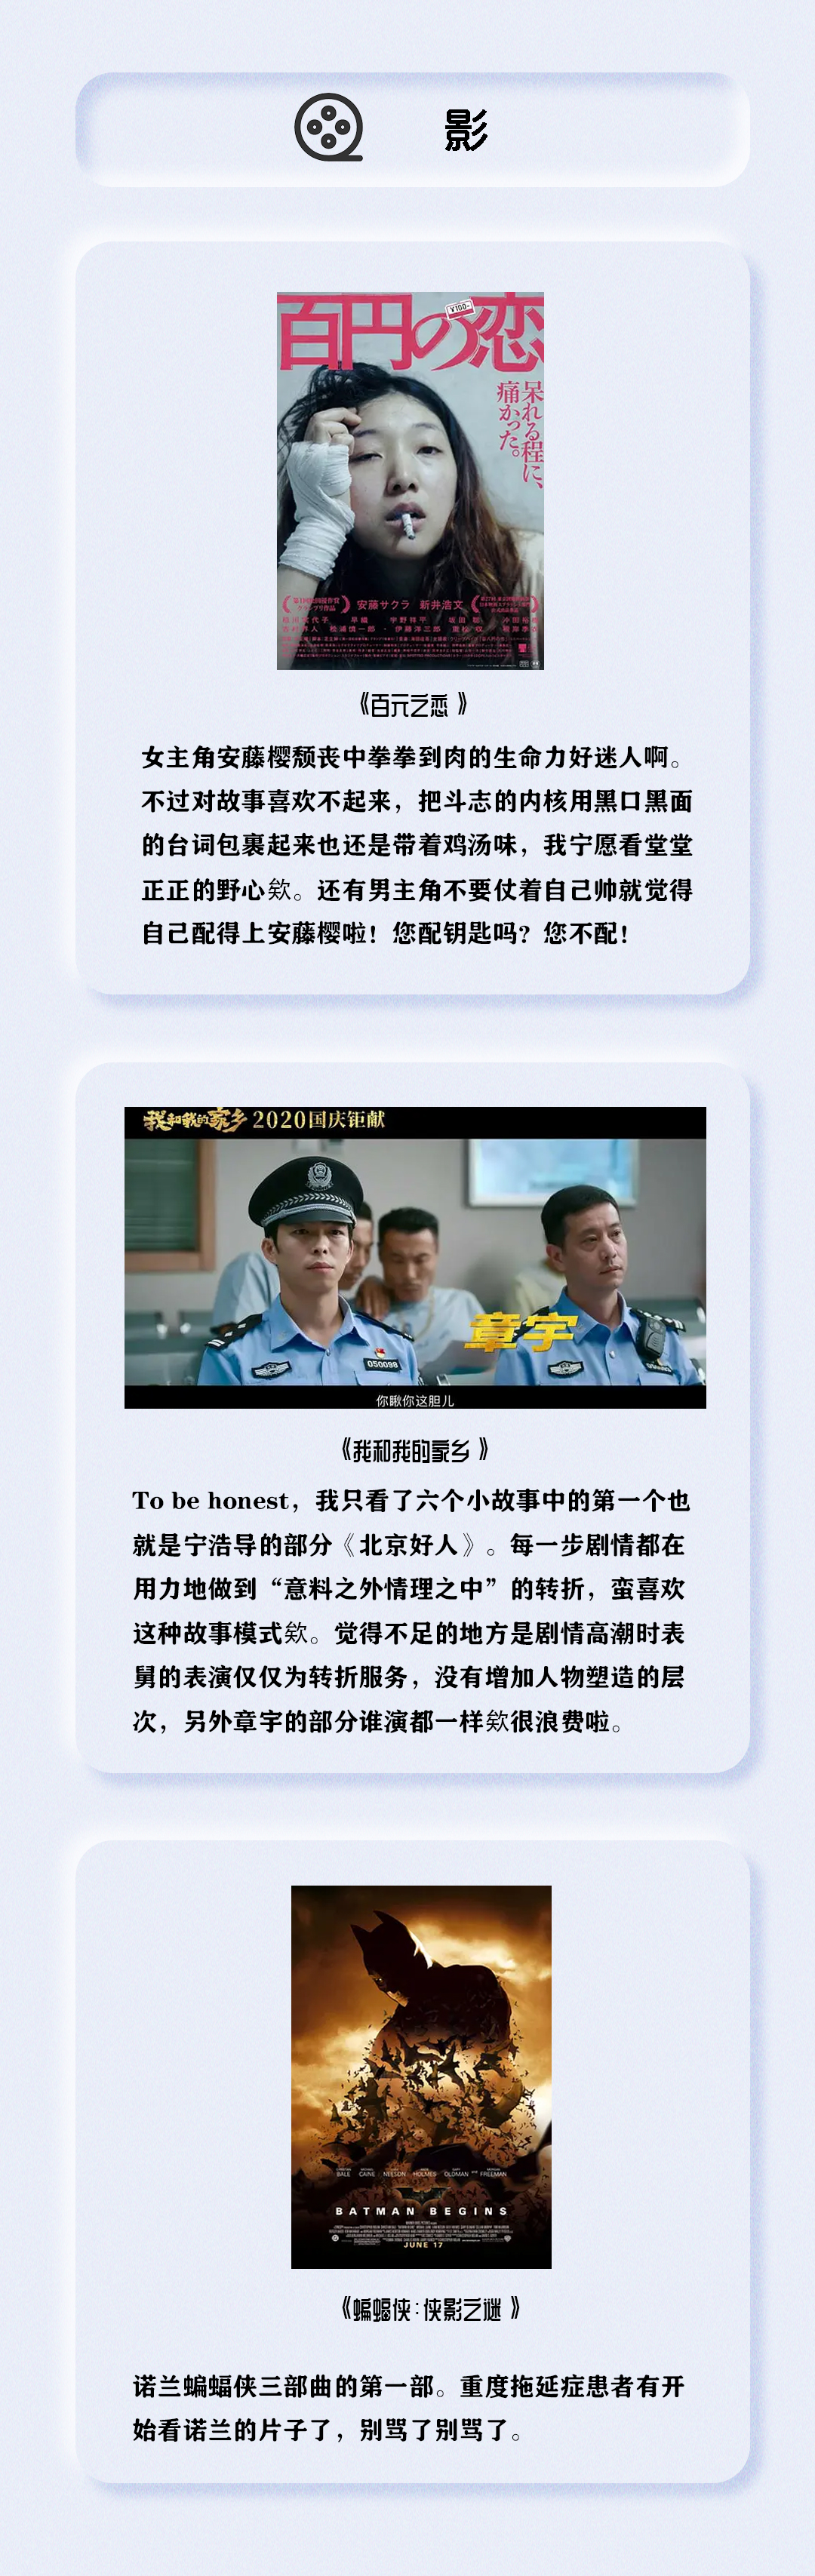 影
百円の恋
¥100-
呆れる程に、
痛かった。
安藤サクラ 新井浩文
《百元之恋》
女主角安藤樱颓丧中拳拳到肉的生命力好迷人啊。
不过对故事喜欢不起来，把斗志的内核用黑口黑面
的台词包裹起来也还是带着鸡汤味，我宁愿看堂堂
正正的野心欸。还有男主角不要仗着自己帅就觉得
自己配得上安藤樱啦！您配钥匙吗？您不配！
我和我的家乡 2020国庆钜献
050098
章宇
你瞅你这胆儿
《我和我的家乡》
To be honest，我只看了六个小故事中的第一个也
就是宁浩导的部分《北京好人》。每一步剧情都在
用力地做到“意料之外情理之中”的转折，蛮喜欢
这种故事模式欸。觉得不足的地方是剧情高潮时表
舅的表演仅仅为转折服务，没有增加人物塑造的层
次，另外章宇的部分谁演都一样欸很浪费啦。
BALE CAINE NEESON HOLMES OLDMAN FREEMAN
BATMAN BEGINS
JUNE 17
《蝙蝠侠:侠影之谜》
诺兰蝙蝠侠三部曲的第一部。重度拖延症患者有开
始看诺兰的片子了，别骂了别骂了。